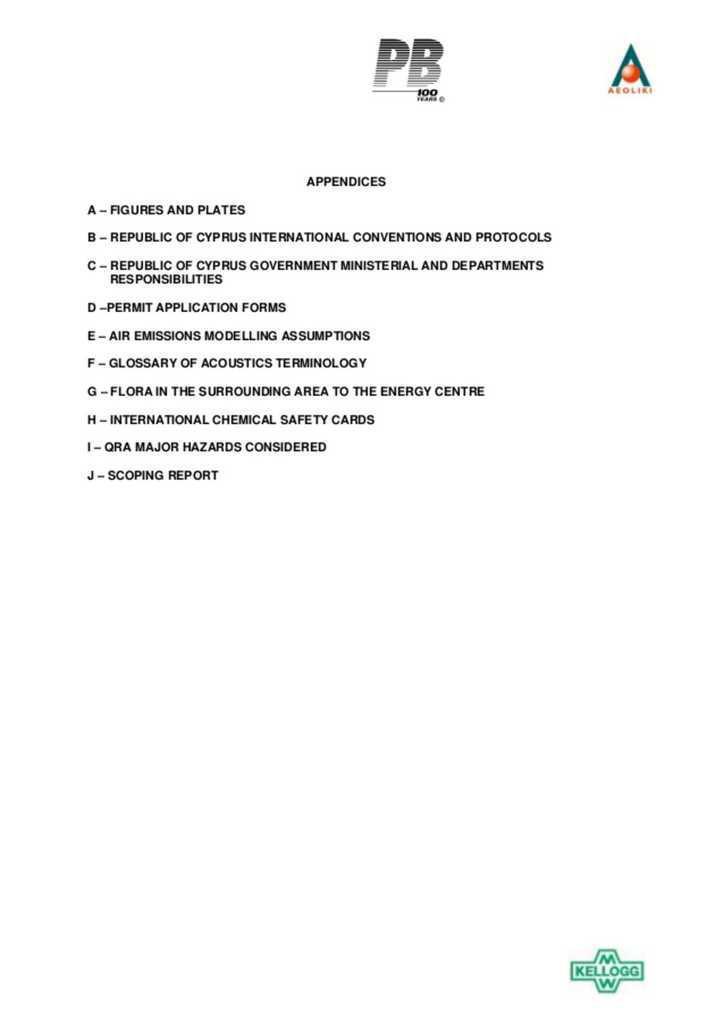 PB
100
YEARS ©
AEOLIKI
APPENDICES
A – FIGURES AND PLATES
B – REPUBLIC OF CYPRUS INTERNATIONAL CONVENTIONS AND PROTOCOLS
C – REPUBLIC OF CYPRUS GOVERNMENT MINISTERIAL AND DEPARTMENTS
RESPONSIBILITIES
D –PERMIT APPLICATION FORMS
E – AIR EMISSIONS MODELLING ASSUMPTIONS
F – GLOSSARY OF ACOUSTICS TERMINOLOGY
G – FLORA IN THE SURROUNDING AREA TO THE ENERGY CENTRE
H – INTERNATIONAL CHEMICAL SAFETY CARDS
I – QRA MAJOR HAZARDS CONSIDERED
J – SCOPING REPORT
M
KELLOGG
W